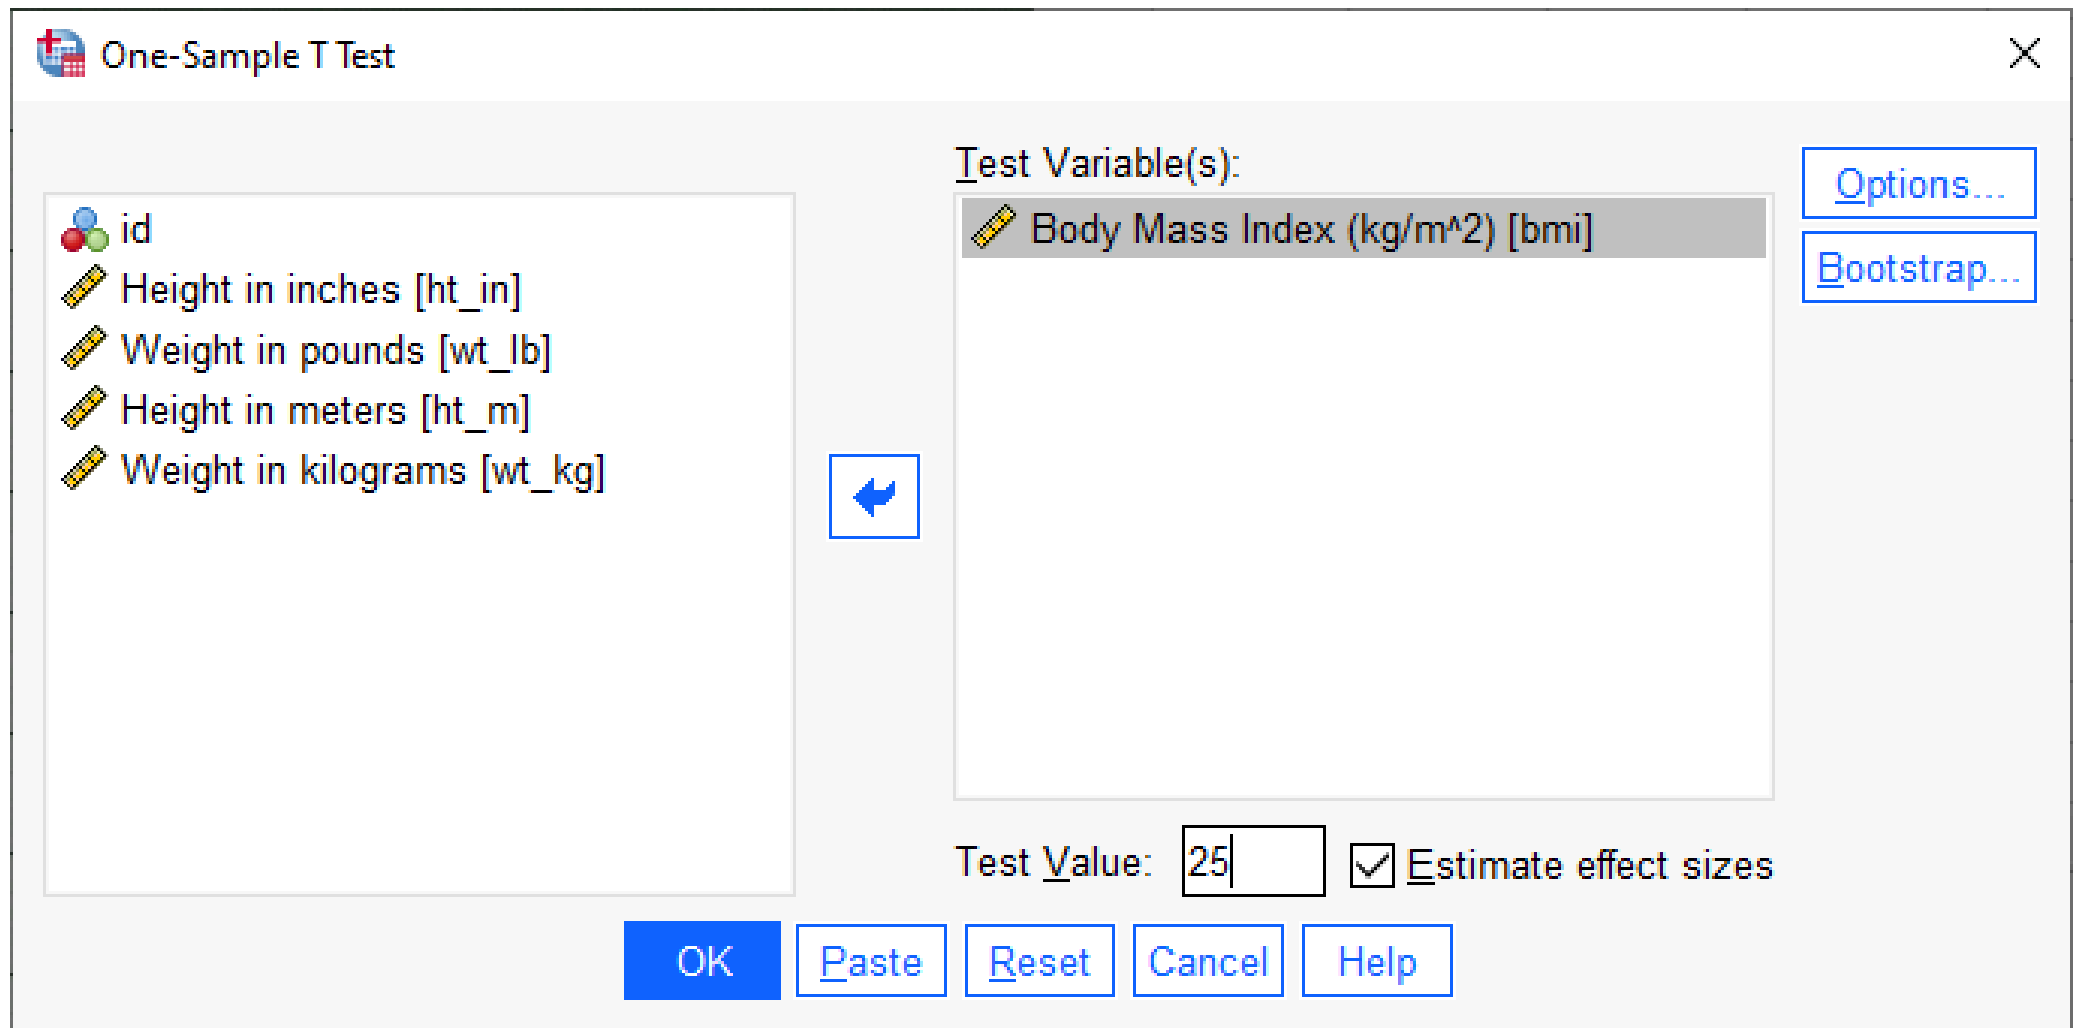 One-Sample T Test
Test Variable(s):
id
Height in inches [ht_in]
Weight in pounds [wt_lb]
Height in meters [ht_m]
Weight in kilograms [wt_kg]
Body Mass Index (kg/m^2) [bmi]
Options...
Bootstrap...
Test Value: 25 Estimate effect sizes
OK Paste Reset Cancel Help